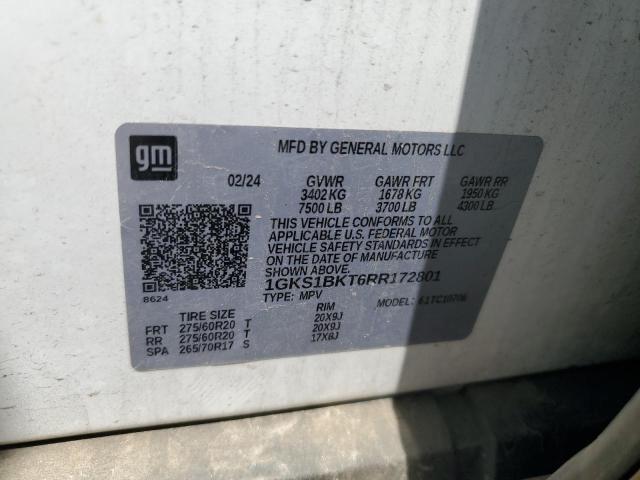 gm
MFD BY GENERAL MOTORS LLC
02/24 GVWR GAWR FRT GAWR RR
3402 KG 1678 KG 1950 KG
7500 LB 3700 LB 4300 LB
THIS VEHICLE CONFORMS TO ALL
APPLICABLE U.S. FEDERAL MOTOR
VEHICLE SAFETY STANDARDS IN EFFECT
ON THE DATE OF MANUFACTURE
SHOWN ABOVE.
1GKS1BKT6RR172801
8624
TYPE: MPV MODEL:
TIRE SIZE RIM
FRT 275/60R20 T 20X9J
RR 275/60R20 T 20X9J
SPA 265/70R17 S 17X8J